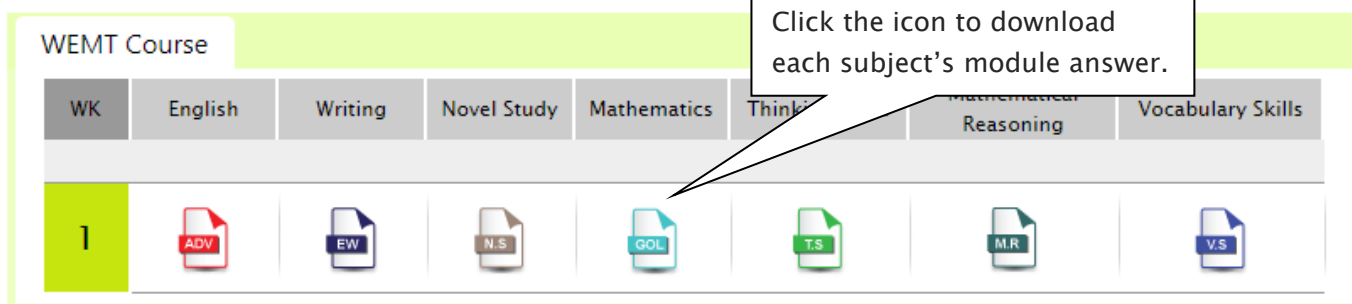 Click the icon to download
each subject's module answer.
WEMT Course
WK
English
Writing
Novel Study
Mathematics
Reasoning
Vocabulary Skills
1
ADV
EW
N.S
GOL
T.S
M.R
V.S